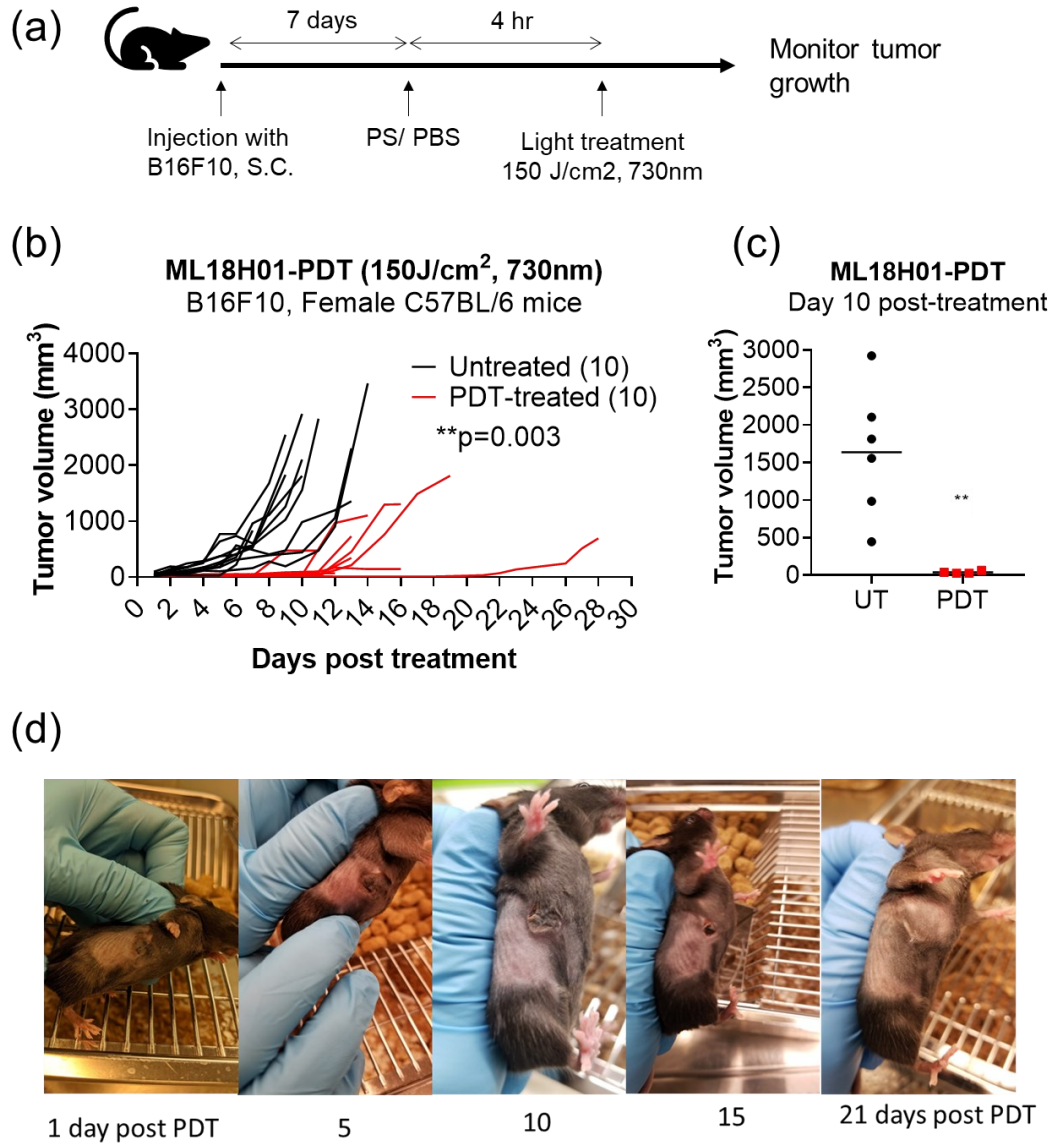 (a)
7 days
4 hr
Monitor tumor
growth
Injection with
B16F10, S.C.
PS/ PBS
Light treatment
150 J/cm2, 730nm
(b)
ML18H01-PDT (150J/cm², 730nm)
B16F10, Female C57BL/6 mice
Tumor volume (mm³)
4000
3000
2000
1000
0
Untreated (10)
PDT-treated (10)
**p=0.003
0 2 4 6 8 10 12 14 16 18 20 22 24 26 28 30
Days post treatment
(c)
ML18H01-PDT
Day 10 post-treatment
Tumor volume (mm³)
3000
2500
2000
1500
1000
500
0
**
UT PDT
(d)
1 day post PDT 5 10 15 21 days post PDT